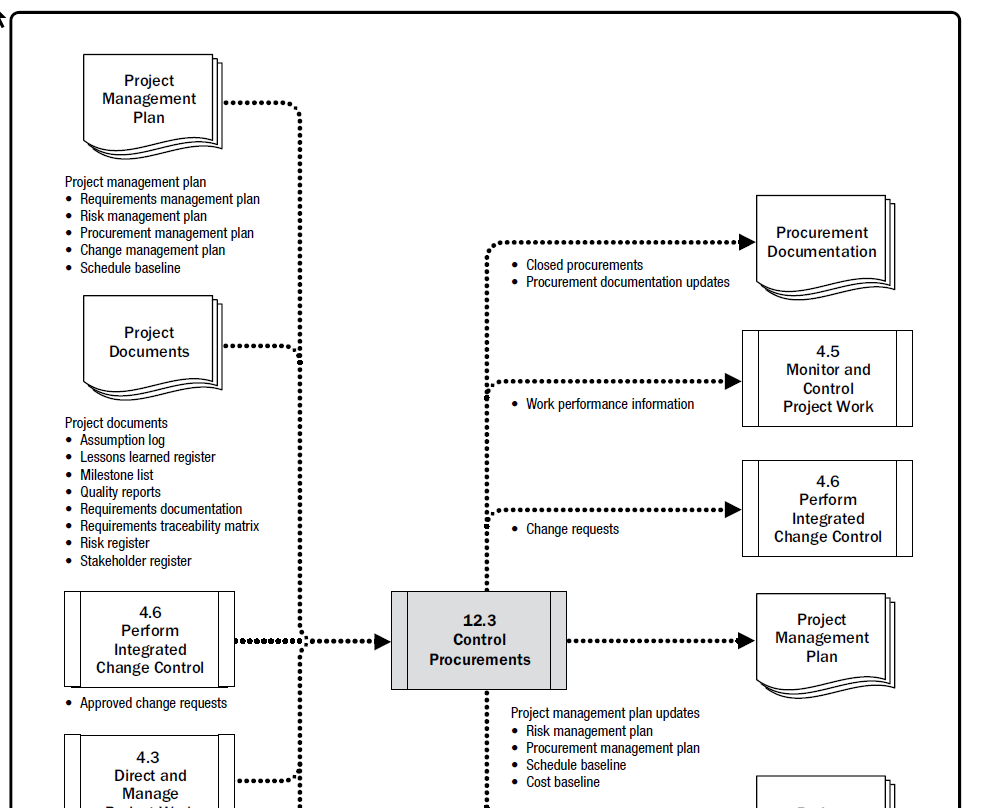 Project
Management
Plan
Project management plan
• Requirements management plan
• Risk management plan
• Procurement management plan
• Change management plan
• Schedule baseline
Project
Documents
Project documents
• Assumption log
• Lessons learned register
• Milestone list
• Quality reports
• Requirements documentation
• Requirements traceability matrix
• Risk register
• Stakeholder register
4.6
Perform
Integrated
Change Control
• Approved change requests
4.3
Direct and
Manage
12.3
Control
Procurements
• Closed procurements
• Procurement documentation updates
Procurement
Documentation
• Work performance information
4.5
Monitor and
Control
Project Work
• Change requests
4.6
Perform
Integrated
Change Control
Project
Management
Plan
Project management plan updates
• Risk management plan
• Procurement management plan
• Schedule baseline
• Cost baseline